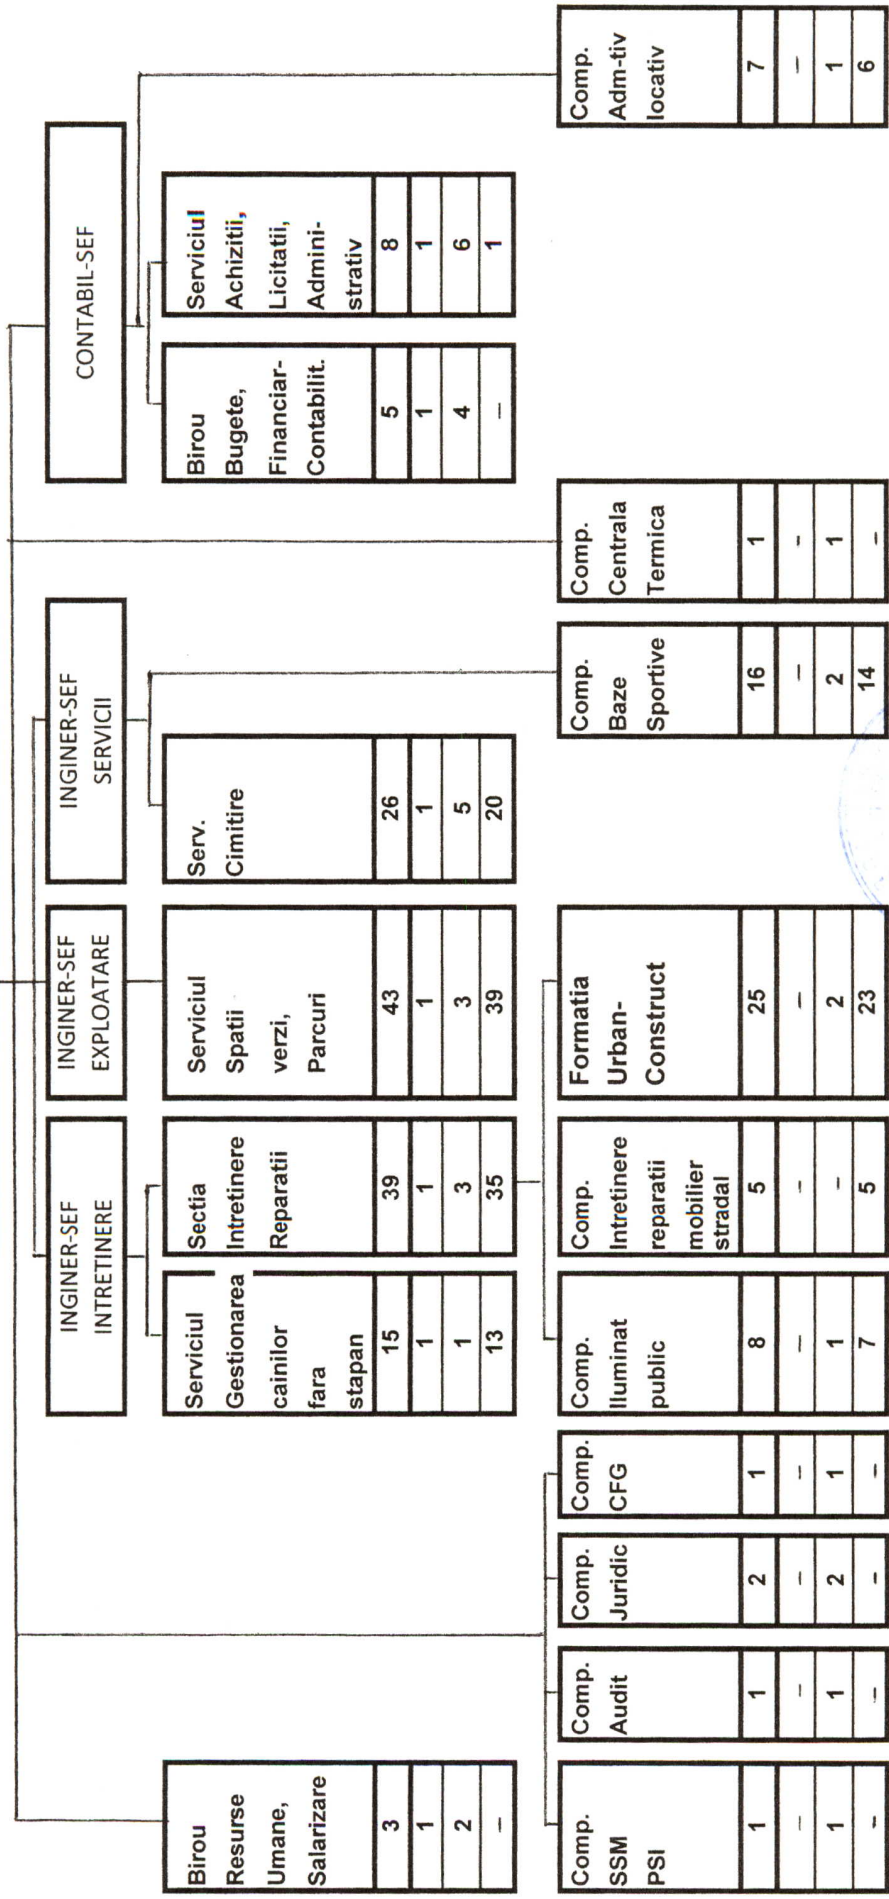 INGINER-SEF
INTRETINERE
INGINER-SEF
EXPLOATARE
INGINER-SEF
SERVICII
CONTABIL-SEF
Birou
Resurse
Umane,
Salarizare
3
1
2
–
Serviciul
Gestionarea
cainilor
fara
stapan
15
1
1
13
Sectia
Intretinere
Reparatii
39
1
3
35
Serviciul
Spatii
verzi,
Parcuri
43
1
3
39
Serv.
Cimitire
26
1
5
20
Birou
Bugete,
Financiar-
Contabilit.
5
1
4
–
Serviciul
Achizitii,
Licitatii,
Admini-
strativ
8
1
6
1
Comp.
SSM
PSI
1
–
1
–
Comp.
Audit
1
–
1
–
Comp.
Juridic
2
–
2
-
Comp.
CFG
1
–
1
–
Comp.
Iluminat
public
8
–
1
7
Comp.
Intretinere
reparatii
mobilier
stradal
5
–
-
5
Formatia
Urban-
Construct
25
–
2
23
Comp.
Baze
Sportive
16
–
2
14
Comp.
Centrala
Termica
1
-
1
-
Comp.
Adm-tiv
locativ
7
–
1
6